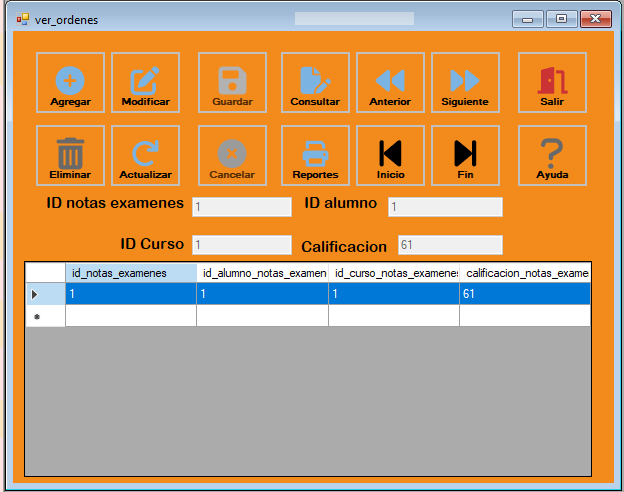 ver_ordenes
Agregar Modificar Guardar Consultar Anterior Siguiente Salir
Eliminar Actualizar Cancelar Reportes Inicio Fin Ayuda
ID notas examenes 1 ID alumno 1
ID Curso 1 Calificacion 61
id_notas_examenes id_alumno_notas_examen id_curso_notas_examenes calificacion_notas_exame
1 1 1 61